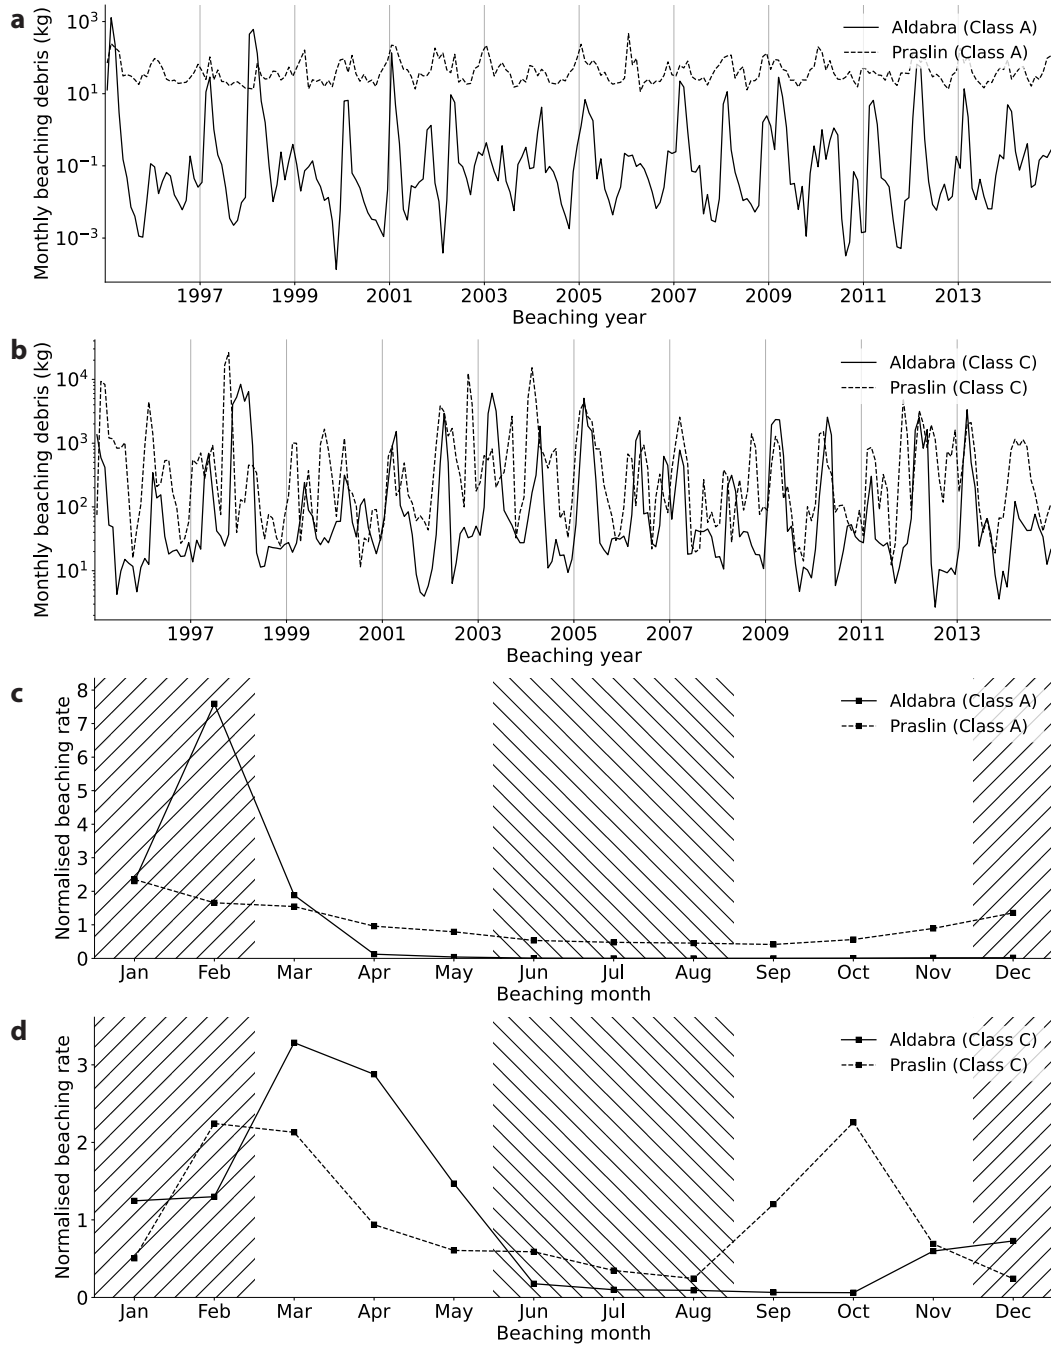 a
Monthly beaching debris (kg)
10³
10¹
10⁻¹
10⁻³
Aldabra (Class A)
Praslin (Class A)
1997 1999 2001 2003 2005 2007 2009 2011 2013
Beaching year
b
Monthly beaching debris (kg)
10⁴
10³
10²
10¹
Aldabra (Class C)
Praslin (Class C)
1997 1999 2001 2003 2005 2007 2009 2011 2013
Beaching year
c
Normalised beaching rate
8
7
6
5
4
3
2
1
0
Aldabra (Class A)
Praslin (Class A)
Jan Feb Mar Apr May Jun Jul Aug Sep Oct Nov Dec
Beaching month
d
Normalised beaching rate
3
2
1
0
Aldabra (Class C)
Praslin (Class C)
Jan Feb Mar Apr May Jun Jul Aug Sep Oct Nov Dec
Beaching month